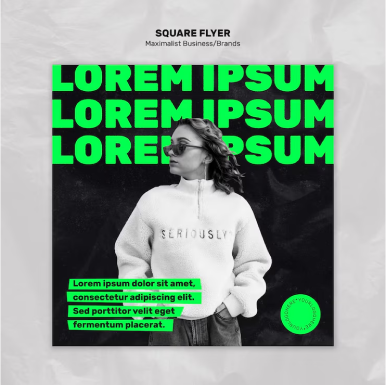 SQUARE FLYER
Maximalist Business/Brands
LOREM IPSUM
LOREM IPSUM
LOREM IPSUM
"SERIOUSLY"
Lorem ipsum dolor sit amet,
consectetur adipiscing elit.
Sed porttitor velit eget
fermentum placerat.